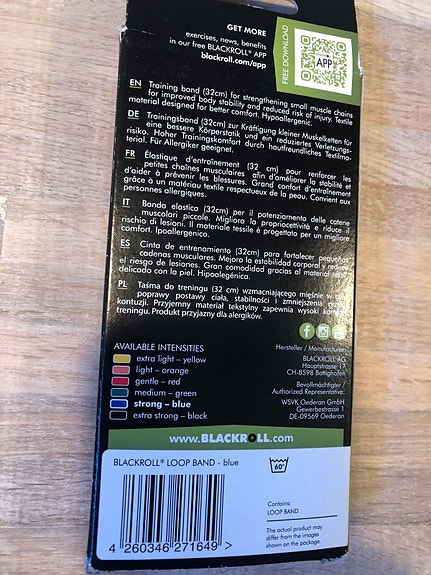 GET MORE
exercises, news, benefits
in our free BLACKROLL® APP
blackroll.com/app
FREE DOWNLOAD
APP
EN Training band (32cm) for strengthening small muscle chains
for improved body stability and reduced risk of injury. Textile
material designed for better comfort. Hypoallergenic.
DE Trainingsband (32cm) zur Kräftigung kleiner Muskelketten für
eine bessere Körperstatik und ein reduziertes Verletzungs-
risiko. Hoher Trainingskomfort durch hautfreundliches Textilma-
terial. Für Allergiker geeignet.
FR Élastique d'entraînement (32 cm) pour renforcer les
petites chaînes musculaires afin d'améliorer la stabilité et
d'aider à prévenir les blessures. Grand confort d'entraînement
grâce à un matériau textile respectueux de la peau. Convient aux
personnes allergiques.
IT Banda elastica (32cm) per il potenziamento delle catene
muscolari piccole. Migliora la propriocettività e riduce il
rischio di lesioni. Il materiale tessile è progettato per un migliore
comfort. Ipoallergenico.
ES Cinta de entrenamiento (32cm) para fortalecer pequeñas
cadenas musculares. Mejora la estabilidad corporal y reduce
el riesgo de lesiones. Gran comodidad gracias al material textil
delicado con la piel. Hipoalegénico.
PL Taśma do treningu (32 cm) wzmacniającego mięśnie w celu
poprawy postawy ciała, stabilności i zmniejszenia
kontuzji. Przyjemny materiał tekstylny zapewnia wysoki komfort
treningu. Produkt przyjazny dla alergików.
AVAILABLE INTENSITIES
extra light – yellow
light – orange
gentle – red
medium – green
strong – blue
extra strong – black
Hersteller / Manufacturer:
BLACKROLL AG
Hauptstrasse 17
CH-8598 Bottighofen
Bevollmächtigter /
Authorized Representative:
WSVK Oederan GmbH
Gewerbestrasse 1
DE-09569 Oederan
www.BLACKROLL.com
BLACKROLL® LOOP BAND - blue
60°
Contains:
LOOP BAND
The actual product may
differ from the images
shown on the package.
4 260346 271649 >